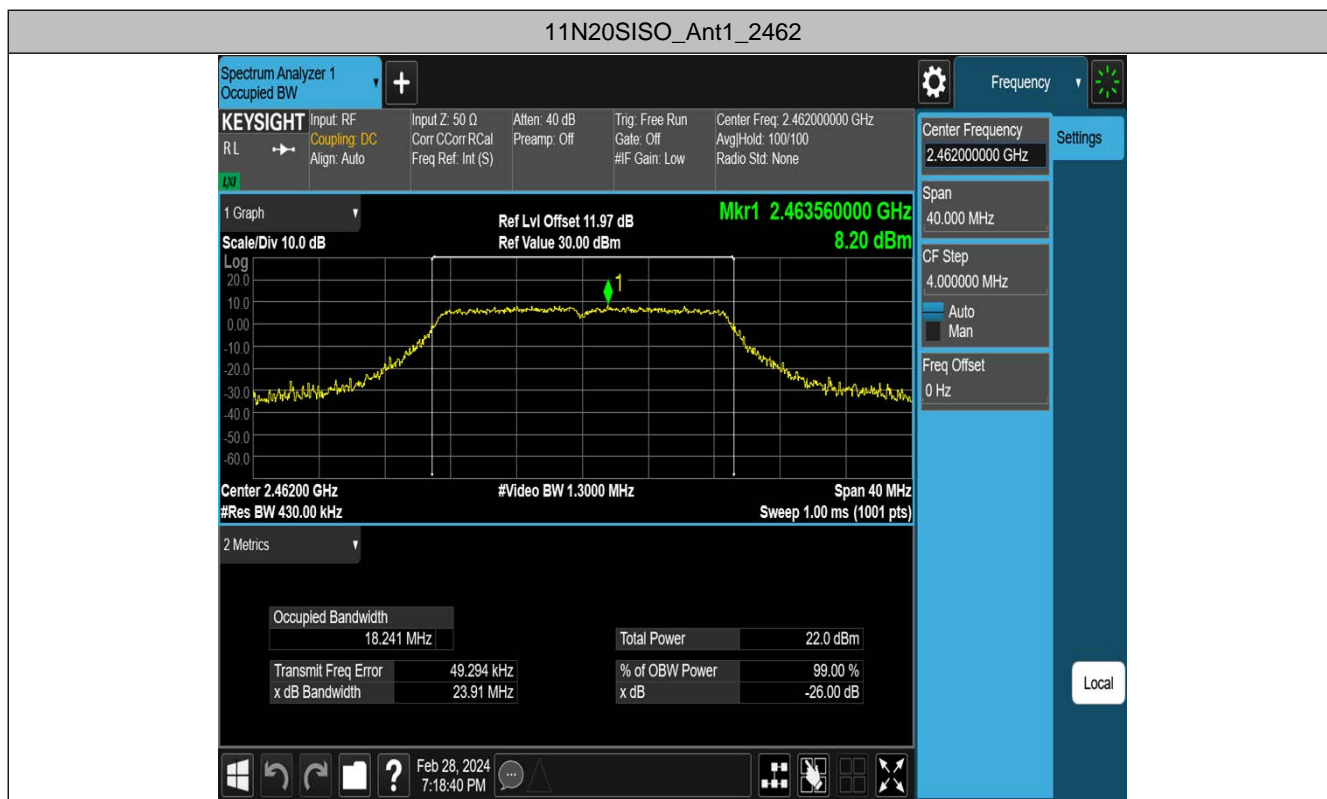 11N20SISO_Ant1_2462
Spectrum Analyzer 1
Occupied BW
+
Frequency
KEYSIGHT
RL
LXI
Input: RF
Coupling: DC
Align: Auto
Input Z: 50 Ω
Corr CCorr RCal
Freq Ref: Int (S)
Atten: 40 dB
Preamp: Off
Trig: Free Run
Gate: Off
#IF Gain: Low
Center Freq: 2.462000000 GHz
Avg|Hold: 100/100
Radio Std: None
Center Frequency
2.462000000 GHz
Settings
Span
40.000 MHz
CF Step
4.000000 MHz
Auto
Man
Freq Offset
0 Hz
Local
1 Graph
Scale/Div 10.0 dB
Ref Lvl Offset 11.97 dB
Ref Value 30.00 dBm
Mkr1 2.463560000 GHz
8.20 dBm
Log
20.0
10.0
0.00
-10.0
-20.0
-30.0
-40.0
-50.0
-60.0
1
Center 2.46200 GHz
#Video BW 1.3000 MHz
Span 40 MHz
#Res BW 430.00 kHz
Sweep 1.00 ms (1001 pts)
2 Metrics
Occupied Bandwidth
18.241 MHz
Total Power 22.0 dBm
Transmit Freq Error 49.294 kHz
% of OBW Power 99.00 %
x dB Bandwidth 23.91 MHz
x dB -26.00 dB
?
Feb 28, 2024
7:18:40 PM